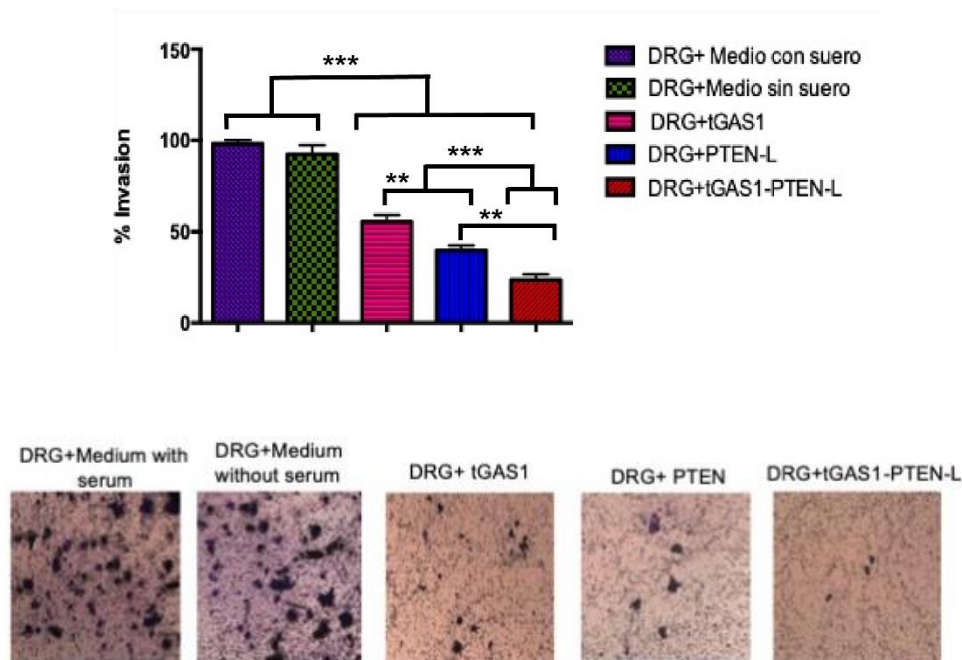 150
100
50
0
% Invasion
***
**
***
**
DRG+ Medio con suero
DRG+Medio sin suero
DRG+tGAS1
DRG+PTEN-L
DRG+tGAS1-PTEN-L
DRG+Medium with
serum
DRG+Medium
without serum
DRG+ tGAS1
DRG+ PTEN
DRG+tGAS1-PTEN-L